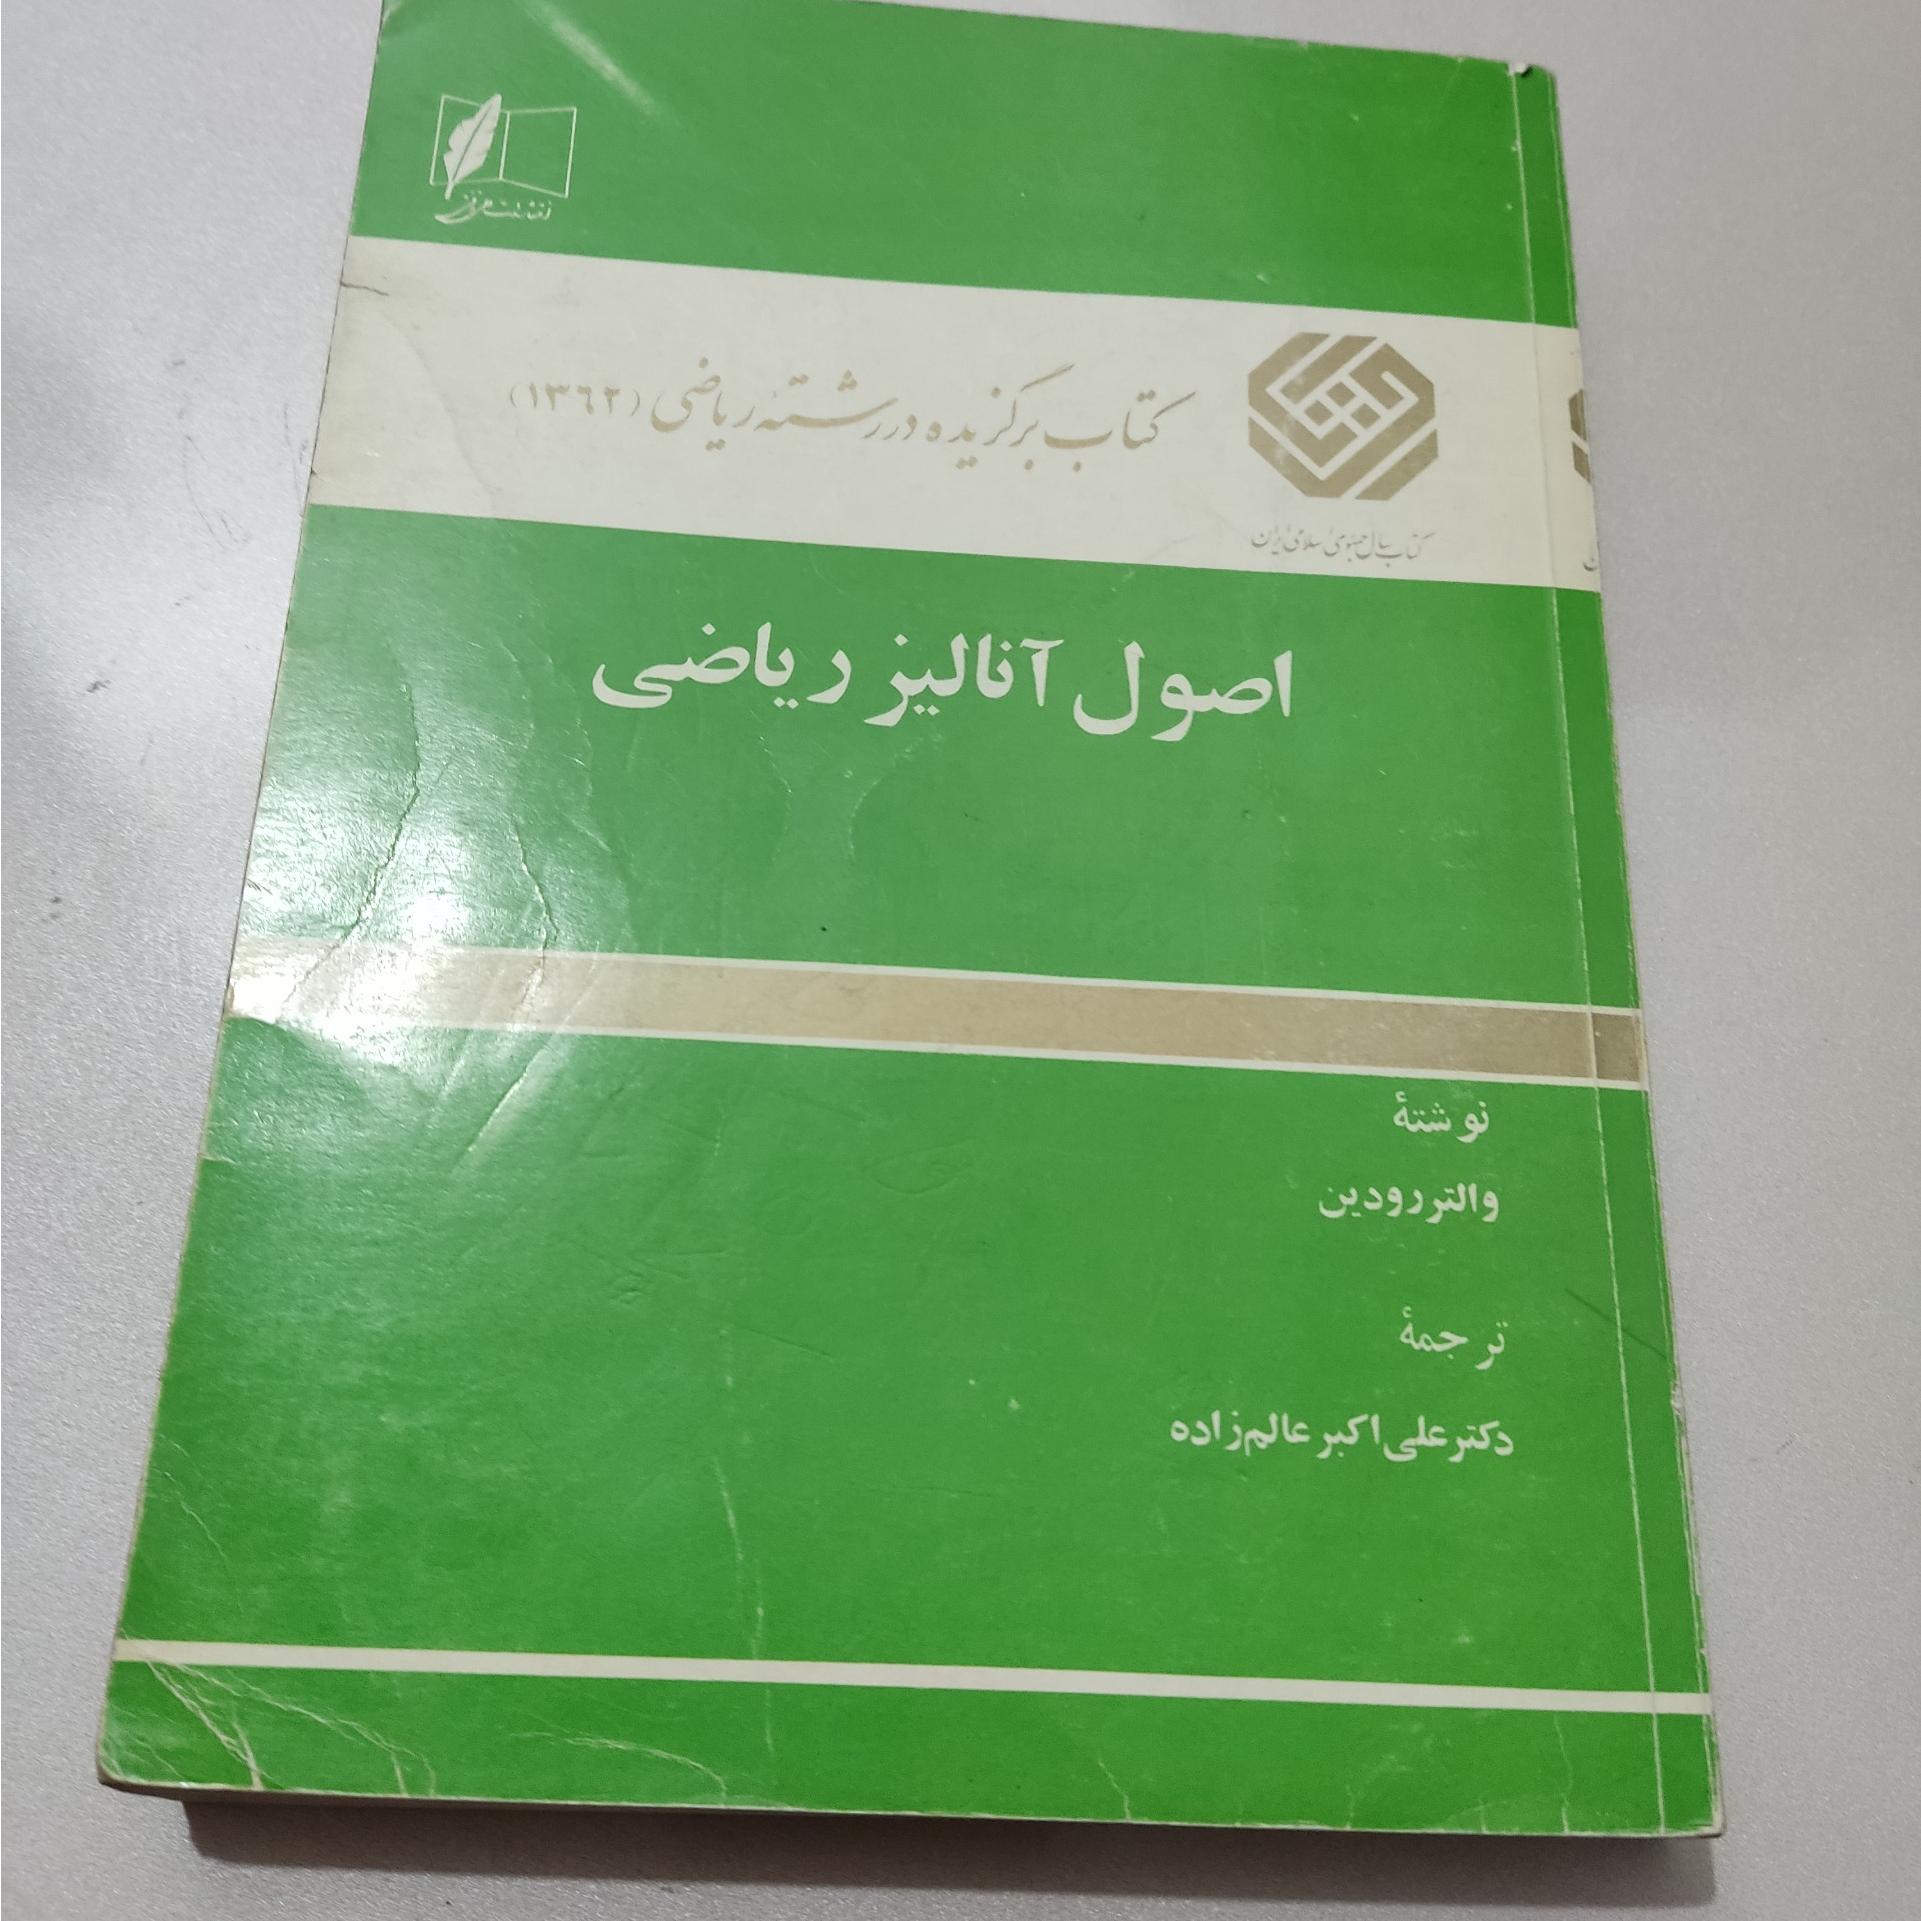 کتاب برگزیده در رشتهٔ ریاضی (۱۳۶۲)
کتاب سال جمهوری اسلامی ایران
اصول آنالیز ریاضی
نوشتهٔ
والتر رودین
ترجمهٔ
دکتر علی اکبر عالم‌زاده